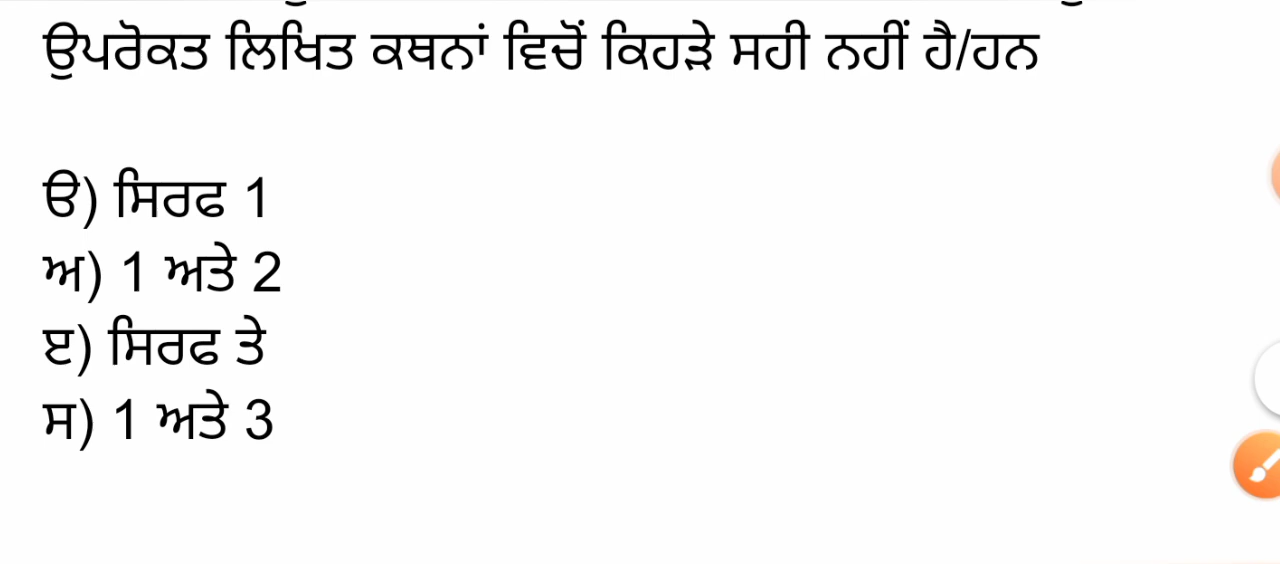 ਉਪਰੋਕਤ ਲਿਖਿਤ ਕਥਨਾਂ ਵਿਚੋਂ ਕਿਹੜੇ ਸਹੀ ਨਹੀਂ ਹੈ/ਹਨ
ੳ) ਸਿਰਫ 1
ਅ) 1 ਅਤੇ 2
ੲ) ਸਿਰਫ ਤੇ
ਸ) 1 ਅਤੇ 3